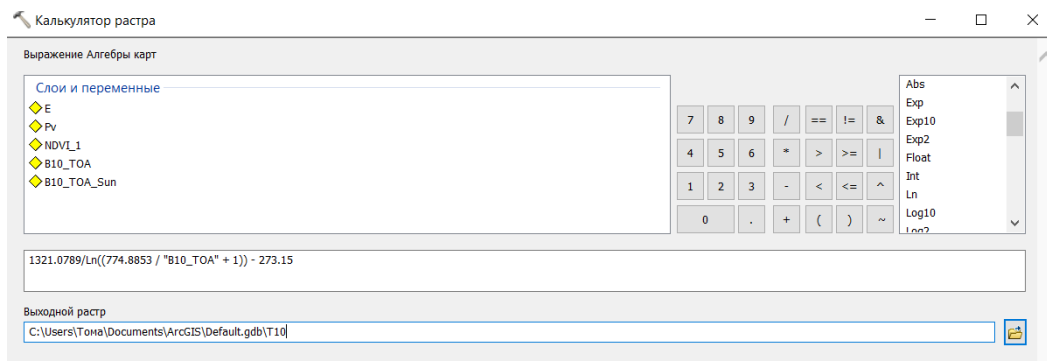 Калькулятор растра
Выражение Алгебры карт
Слои и переменные
E
Pv
NDVI_1
B10_TOA
B10_TOA_Sun
7 8 9 / == != &
4 5 6 * > >= |
1 2 3 - < <= ^
0 . + ( ) ~
Abs
Exp
Exp10
Exp2
Float
Int
Ln
Log10
Log2
1321.0789/Ln((774.8853 / "B10_TOA" + 1)) - 273.15
Выходной растр
C:\Users\Тома\Documents\ArcGIS\Default.gdb\T10